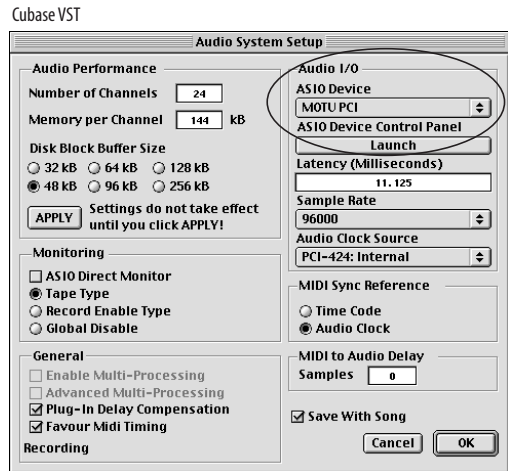 Cubase VST
Audio System Setup
Audio Performance
Number of Channels 24
Memory per Channel 144 kB
Disk Block Buffer Size
32 kB 64 kB 128 kB
48 kB 96 kB 256 kB
APPLY Settings do not take effect
until you click APPLY!
Monitoring
ASIO Direct Monitor
Tape Type
Record Enable Type
Global Disable
General
Enable Multi-Processing
Advanced Multi-Processing
Plug-In Delay Compensation
Favour Midi Timing
Recording
Audio I/O
ASIO Device
MOTU PCI
ASIO Device Control Panel
Launch
Latency (Milliseconds)
11.125
Sample Rate
96000
Audio Clock Source
PCI-424: Internal
MIDI Sync Reference
Time Code
Audio Clock
MIDI to Audio Delay
Samples 0
Save With Song
Cancel OK